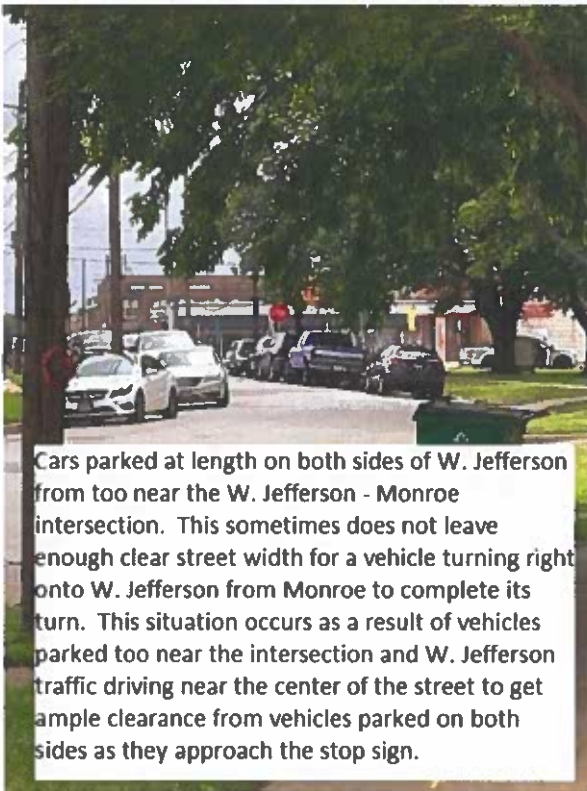 Cars parked at length on both sides of W. Jefferson
from too near the W. Jefferson - Monroe
intersection. This sometimes does not leave
enough clear street width for a vehicle turning right
onto W. Jefferson from Monroe to complete its
turn. This situation occurs as a result of vehicles
parked too near the intersection and W. Jefferson
traffic driving near the center of the street to get
ample clearance from vehicles parked on both
sides as they approach the stop sign.